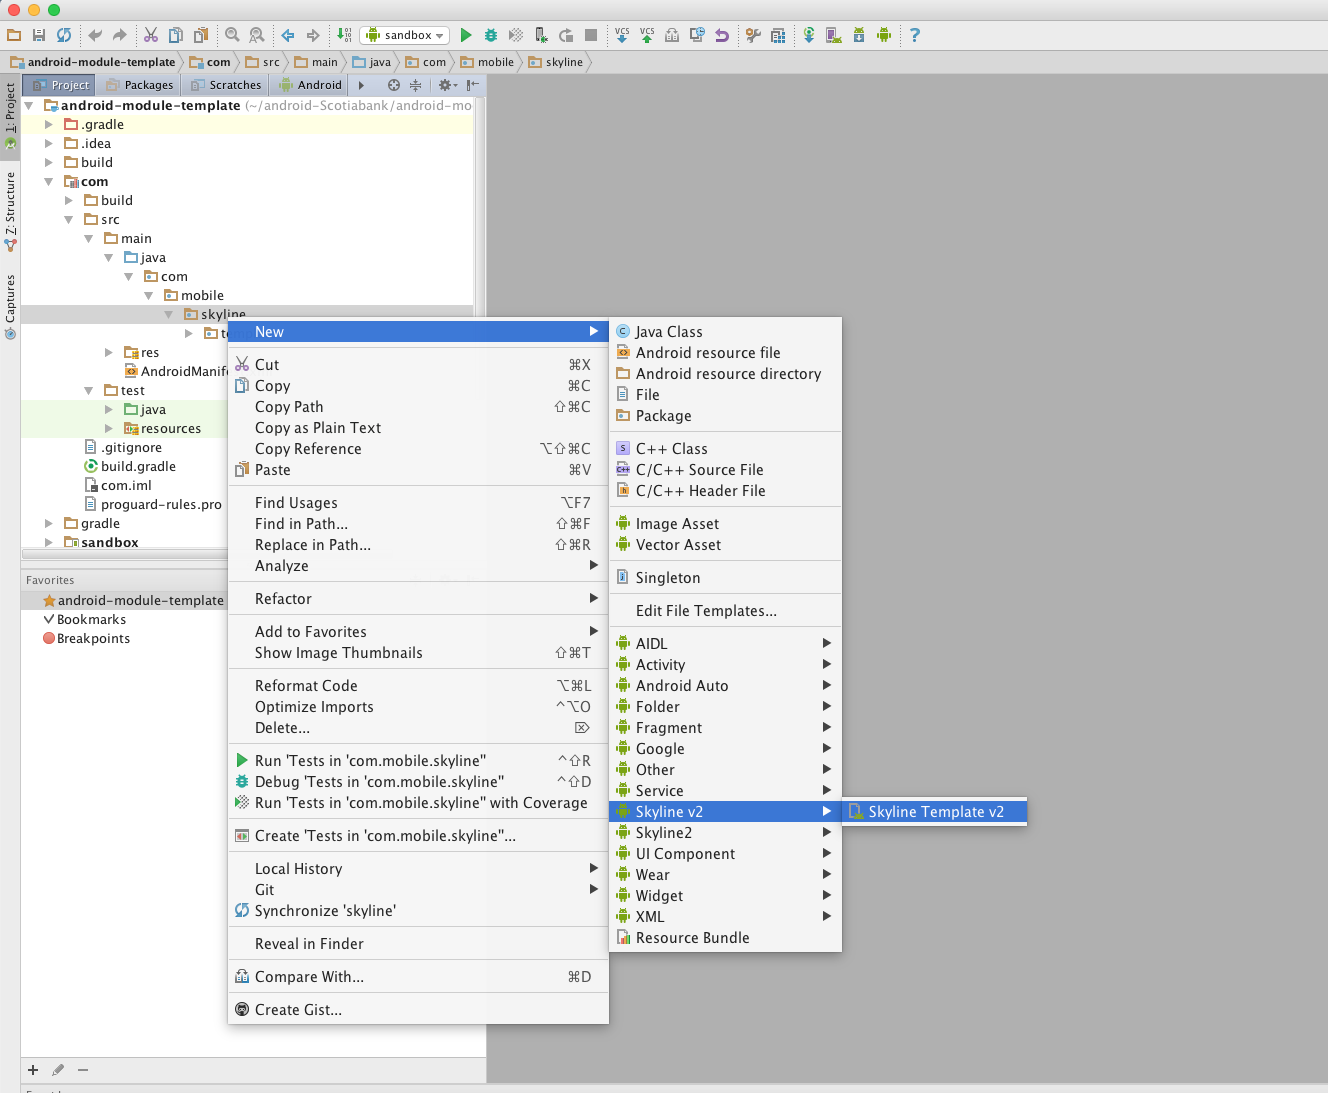 sandbox
VCS
VCS
?
android-module-template
com
src
main
java
com
mobile
skyline
1: Project
Z: Structure
Captures
Project
Packages
Scratches
Android
android-module-template (~/android-Scotiabank/android-mo
.gradle
.idea
build
com
build
src
main
java
com
mobile
skyline
res
AndroidManif
test
java
resources
.gitignore
build.gradle
com.iml
proguard-rules.pro
gradle
sandbox
Favorites
android-module-template
Bookmarks
Breakpoints
New
Cut ⌘X
Copy ⌘C
Copy Path ⇧⌘C
Copy as Plain Text
Copy Reference ⌥⇧⌘C
Paste ⌘V
Find Usages ⌥F7
Find in Path... ⇧⌘F
Replace in Path... ⇧⌘R
Analyze
Refactor
Add to Favorites
Show Image Thumbnails ⇧⌘T
Reformat Code ⌥⌘L
Optimize Imports ^⌥O
Delete... ⌦
Run 'Tests in 'com.mobile.skyline'' ^⇧R
Debug 'Tests in 'com.mobile.skyline'' ^⇧D
Run 'Tests in 'com.mobile.skyline'' with Coverage
Create 'Tests in 'com.mobile.skyline''...
Local History
Git
Synchronize 'skyline'
Reveal in Finder
Compare With... ⌘D
Create Gist...
Java Class
Android resource file
Android resource directory
File
Package
C++ Class
C/C++ Source File
C/C++ Header File
Image Asset
Vector Asset
Singleton
Edit File Templates...
AIDL
Activity
Android Auto
Folder
Fragment
Google
Other
Service
Skyline v2
Skyline2
UI Component
Wear
Widget
XML
Resource Bundle
Skyline Template v2